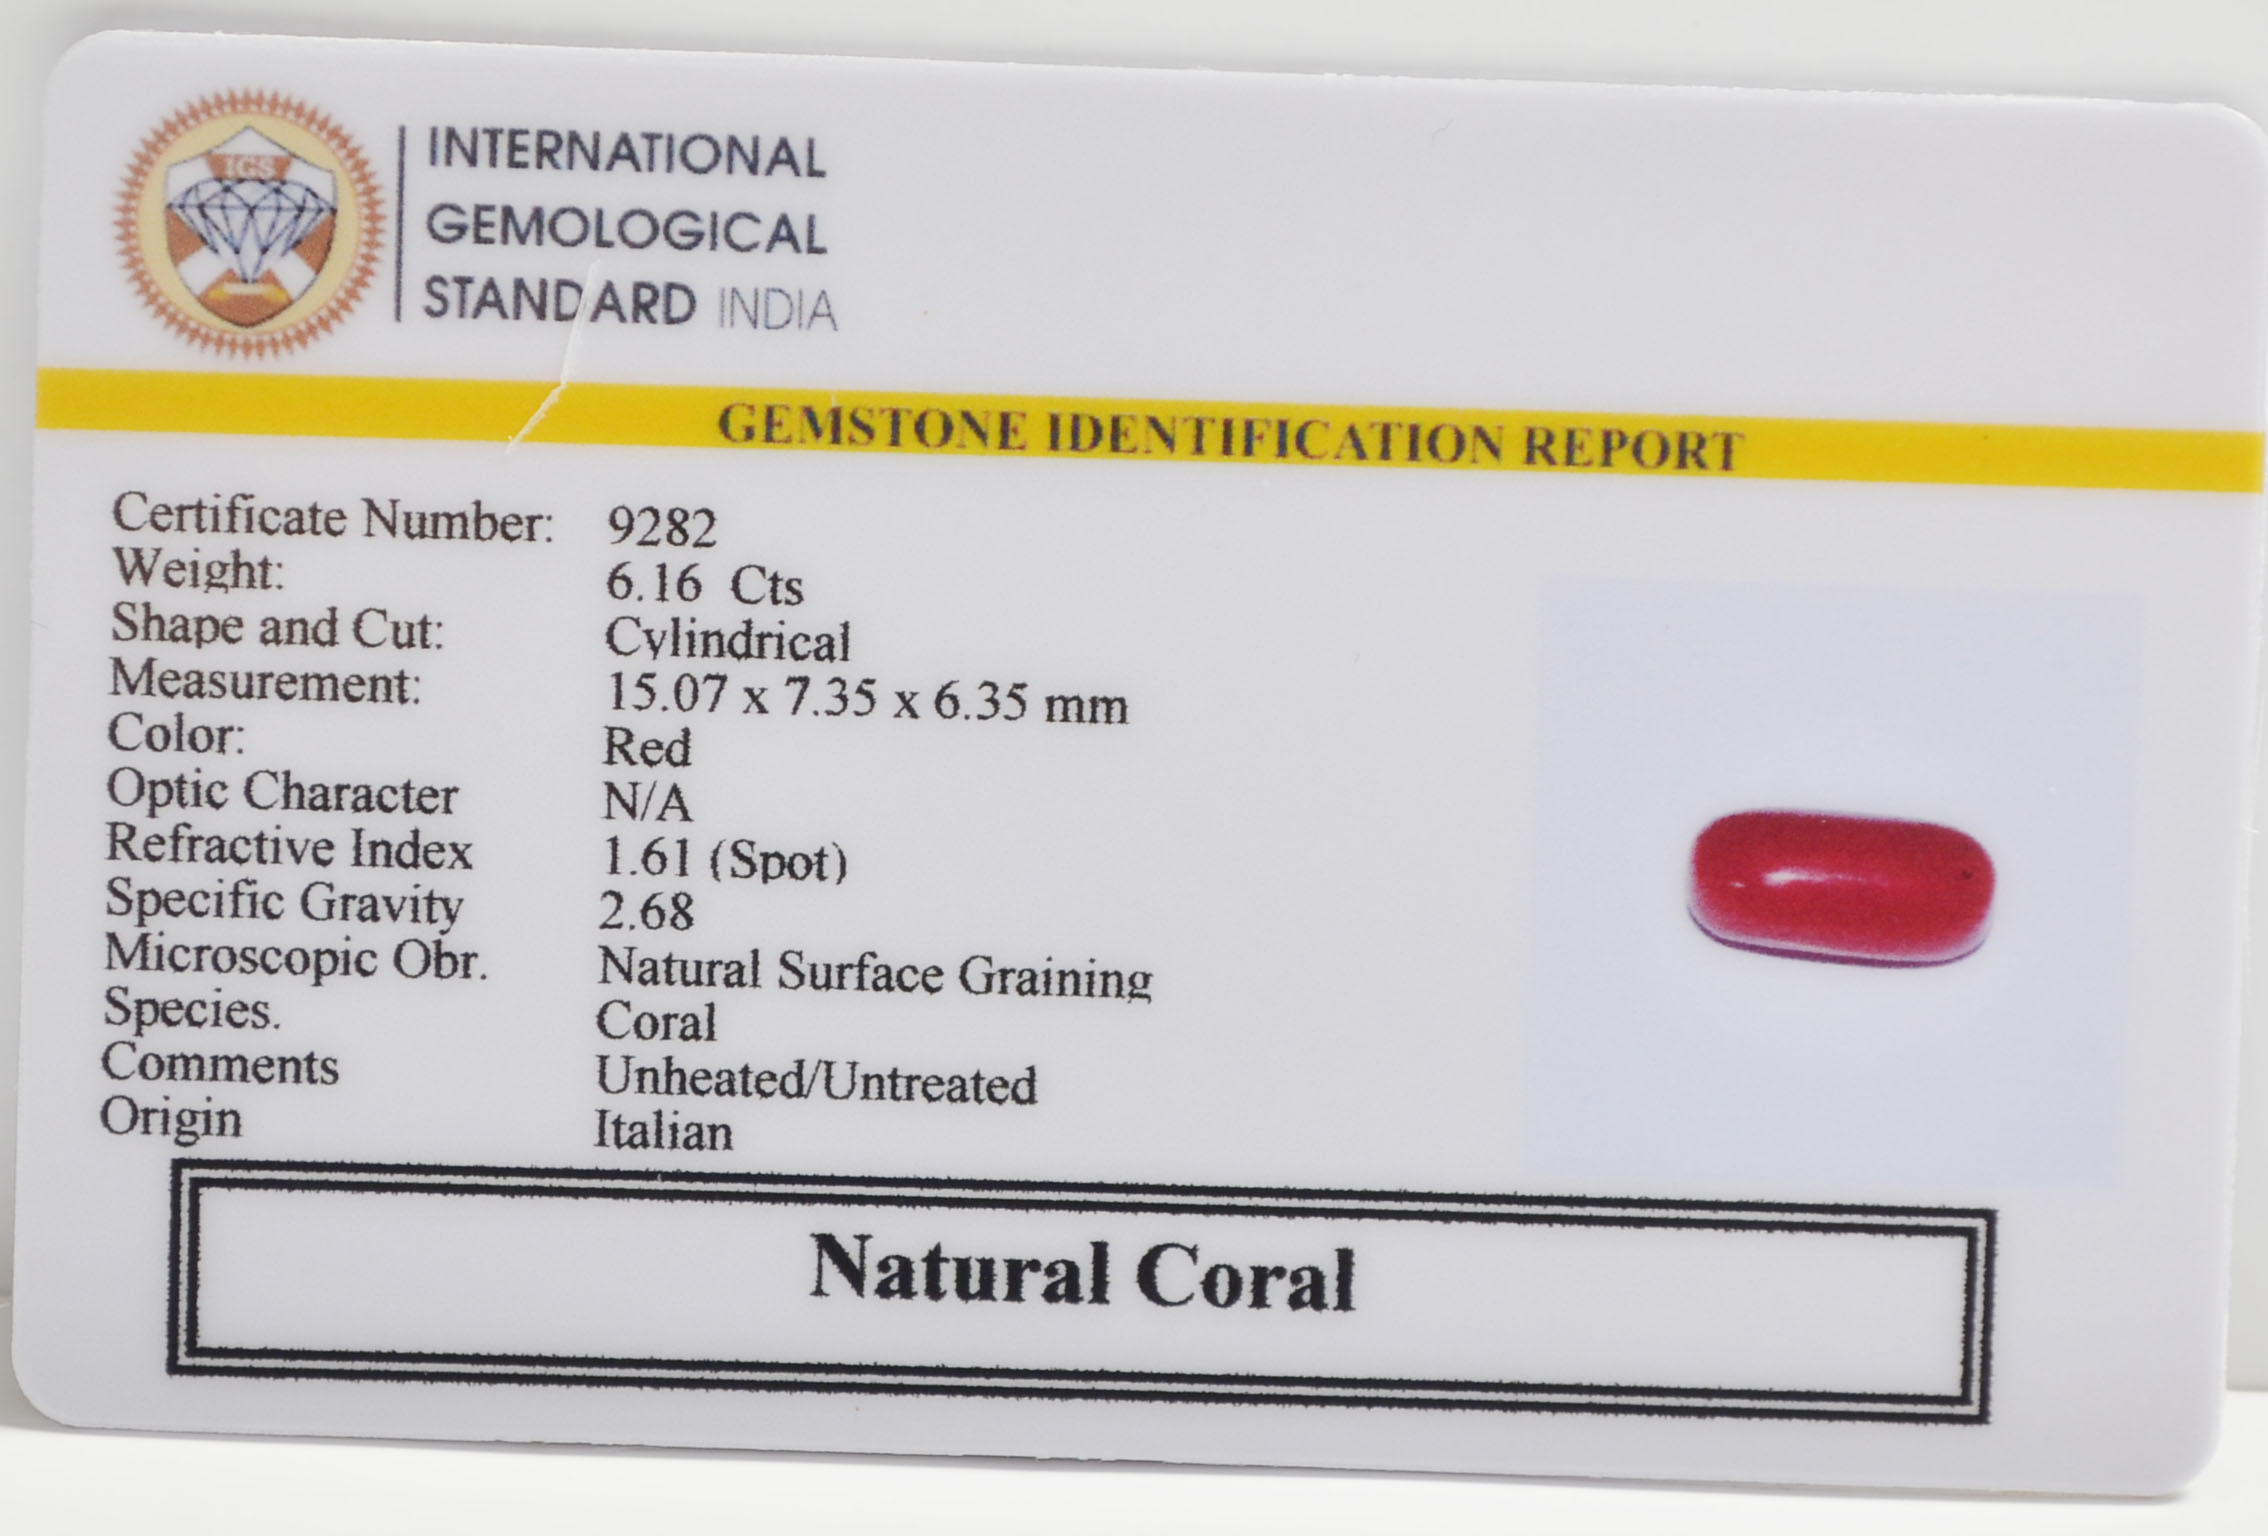 IGS
INTERNATIONAL
GEMOLOGICAL
STANDARD INDIA
GEMSTONE IDENTIFICATION REPORT
Certificate Number: 9282
Weight: 6.16 Cts
Shape and Cut: Cylindrical
Measurement: 15.07 x 7.35 x 6.35 mm
Color: Red
Optic Character N/A
Refractive Index 1.61 (Spot)
Specific Gravity 2.68
Microscopic Obr. Natural Surface Graining
Species. Coral
Comments Unheated/Untreated
Origin Italian
Natural Coral